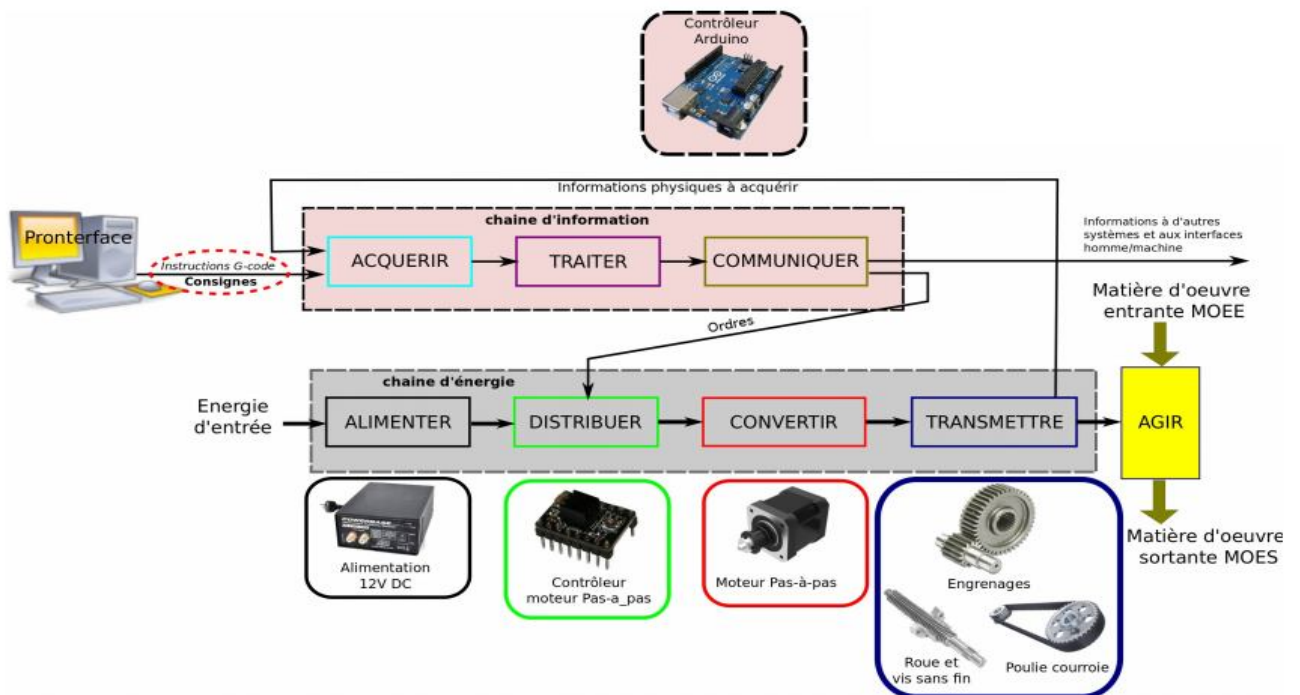 Contrôleur
Arduino
Informations physiques à acquérir
chaine d'information
Informations à d'autres
systèmes et aux interfaces
homme/machine
Pronterface
Instructions G-code
Consignes
ACQUERIR
TRAITER
COMMUNIQUER
Ordres
Matière d'oeuvre
entrante MOEE
chaine d'énergie
Energie
d'entrée
ALIMENTER
DISTRIBUER
CONVERTIR
TRANSMETTRE
AGIR
POWERBASE
Alimentation
12V DC
Contrôleur
moteur Pas-a_pas
Moteur Pas-à-pas
Engrenages
Roue et
vis sans fin
Poulie courroie
Matière d'oeuvre
sortante MOES